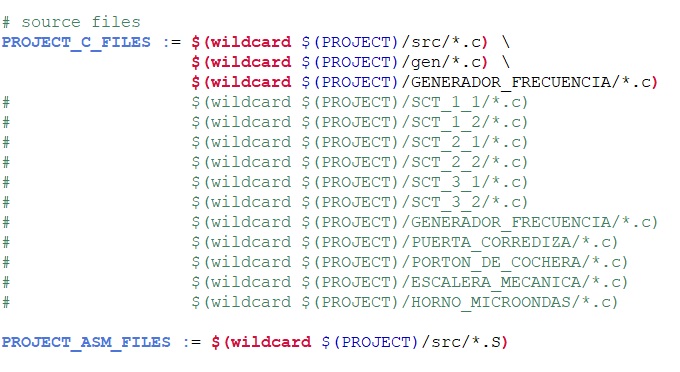 # source files
PROJECT_C_FILES := $(wildcard $(PROJECT)/src/*.c) \
$(wildcard $(PROJECT)/gen/*.c) \
$(wildcard $(PROJECT)/GENERADOR_FRECUENCIA/*.c)
# $(wildcard $(PROJECT)/SCT_1_1/*.c)
# $(wildcard $(PROJECT)/SCT_1_2/*.c)
# $(wildcard $(PROJECT)/SCT_2_1/*.c)
# $(wildcard $(PROJECT)/SCT_2_2/*.c)
# $(wildcard $(PROJECT)/SCT_3_1/*.c)
# $(wildcard $(PROJECT)/SCT_3_2/*.c)
# $(wildcard $(PROJECT)/GENERADOR_FRECUENCIA/*.c)
# $(wildcard $(PROJECT)/PUERTA_CORREDIZA/*.c)
# $(wildcard $(PROJECT)/PORTON_DE_COCHERA/*.c)
# $(wildcard $(PROJECT)/ESCALERA_MECANICA/*.c)
# $(wildcard $(PROJECT)/HORNO_MICROONDAS/*.c)
PROJECT_ASM_FILES := $(wildcard $(PROJECT)/src/*.S)